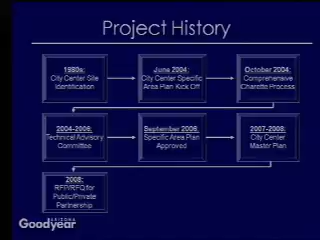 Project History
1980s:
City Center Site
Identification
June 2004:
City Center Specific
Area Plan Kick Off
October 2004:
Comprehensive
Charette Process
2004-2006:
Technical Advisory
Committee
September 2006:
Specific Area Plan
Approved
2007-2008:
City Center
Master Plan
2008:
RFP/RFQ for
Public/Private
Partnership
ARIZONA
Goodyear